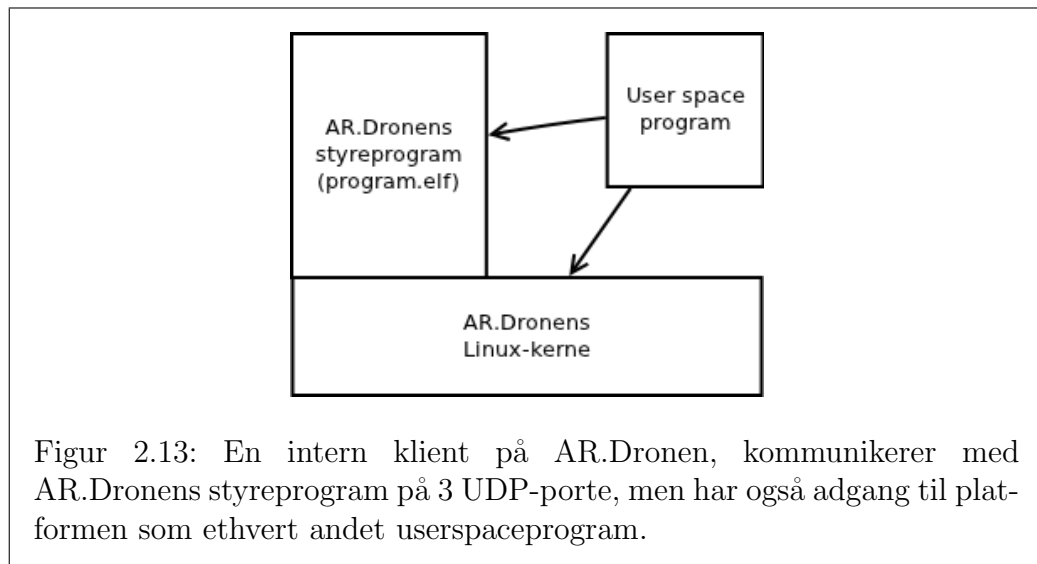 AR.Dronens
styreprogram
(program.elf)
User space
program
AR.Dronens
Linux-kerne
Figur 2.13: En intern klient på AR.Dronen, kommunikerer med
AR.Dronens styreprogram på 3 UDP-porte, men har også adgang til plat-
formen som ethvert andet userspaceprogram.